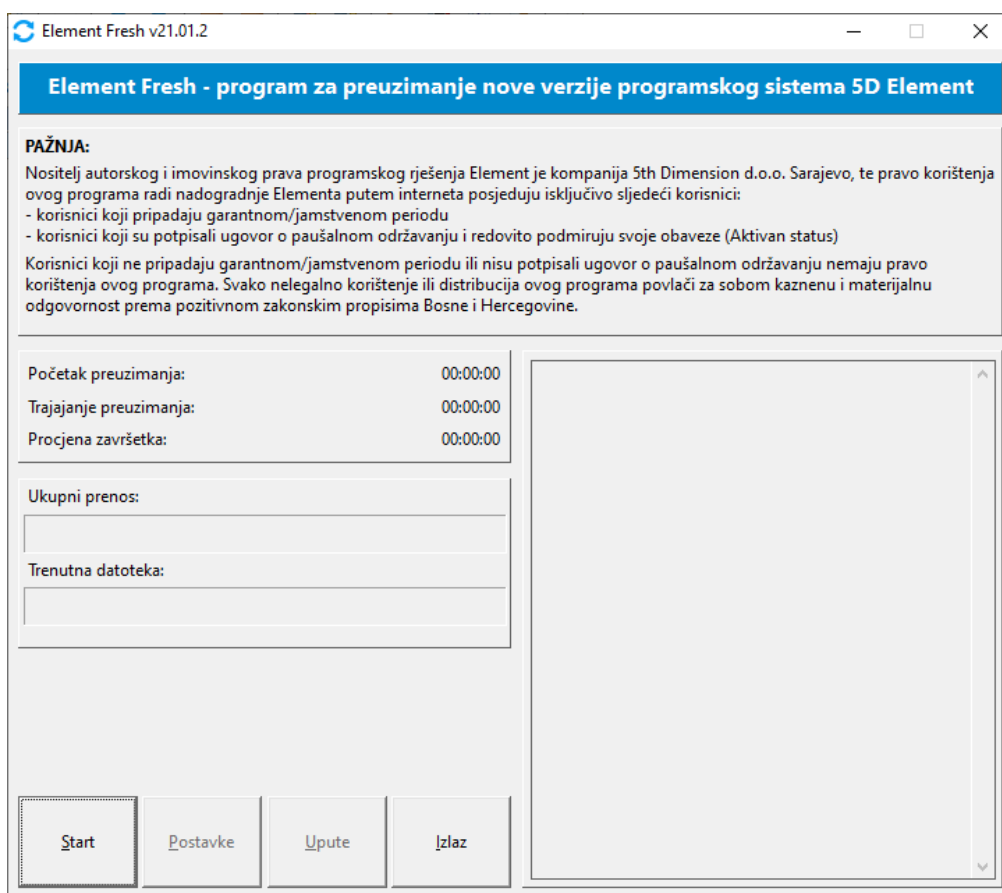 Element Fresh v21.01.2
Element Fresh - program za preuzimanje nove verzije programskog sistema 5D Element
PAŽNJA:
Nositelj autorskog i imovinskog prava programskog rješenja Element je kompanija 5th Dimension d.o.o. Sarajevo, te pravo korištenja
ovog programa radi nadogradnje Elementa putem interneta posjeduju isključivo sljedeći korisnici:
- korisnici koji pripadaju garantnom/jamstvenom periodu
- korisnici koji su potpisali ugovor o paušalnom održavanju i redovito podmiruju svoje obaveze (Aktivan status)
Korisnici koji ne pripadaju garantnom/jamstvenom periodu ili nisu potpisali ugovor o paušalnom održavanju nemaju pravo
korištenja ovog programa. Svako nelegalno korištenje ili distribucija ovog programa povlači za sobom kaznenu i materijalnu
odgovornost prema pozitivnom zakonskim propisima Bosne i Hercegovine.
Početak preuzimanja: 00:00:00
Trajajanje preuzimanja: 00:00:00
Procjena završetka: 00:00:00
Ukupni prenos:
Trenutna datoteka:
Start Postavke Upute Izlaz